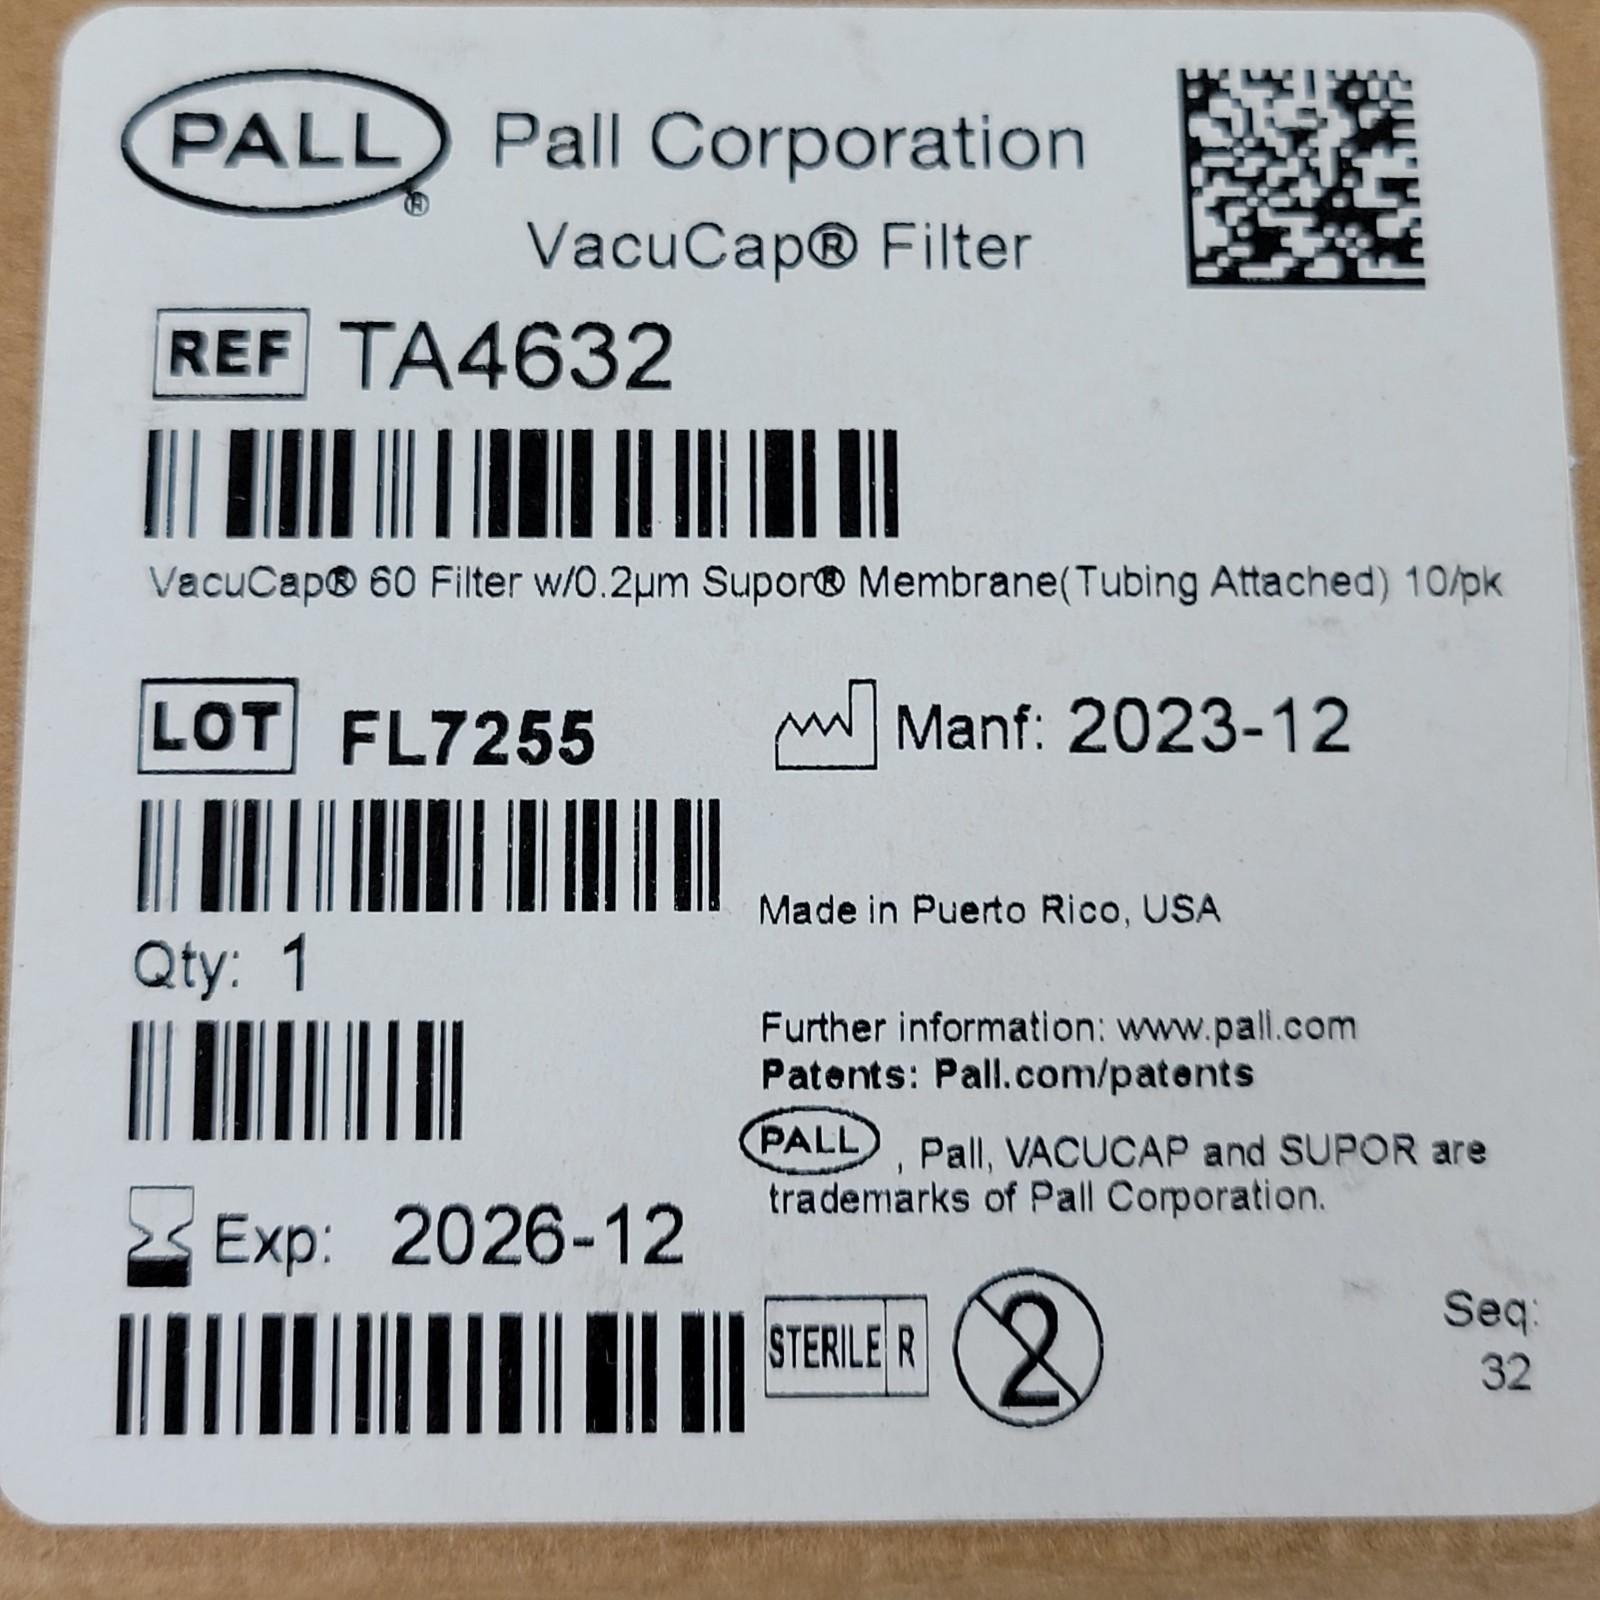 PALL®
Pall Corporation
VacuCap® Filter
REF TA4632
VacuCap® 60 Filter w/0.2µm Supor® Membrane(Tubing Attached) 10/pk
LOT FL7255
Manf: 2023-12
Made in Puerto Rico, USA
Qty: 1
Further information: www.pall.com
Patents: Pall.com/patents
PALL , Pall, VACUCAP and SUPOR are
trademarks of Pall Corporation.
Exp: 2026-12
STERILE R
2
Seq:
32